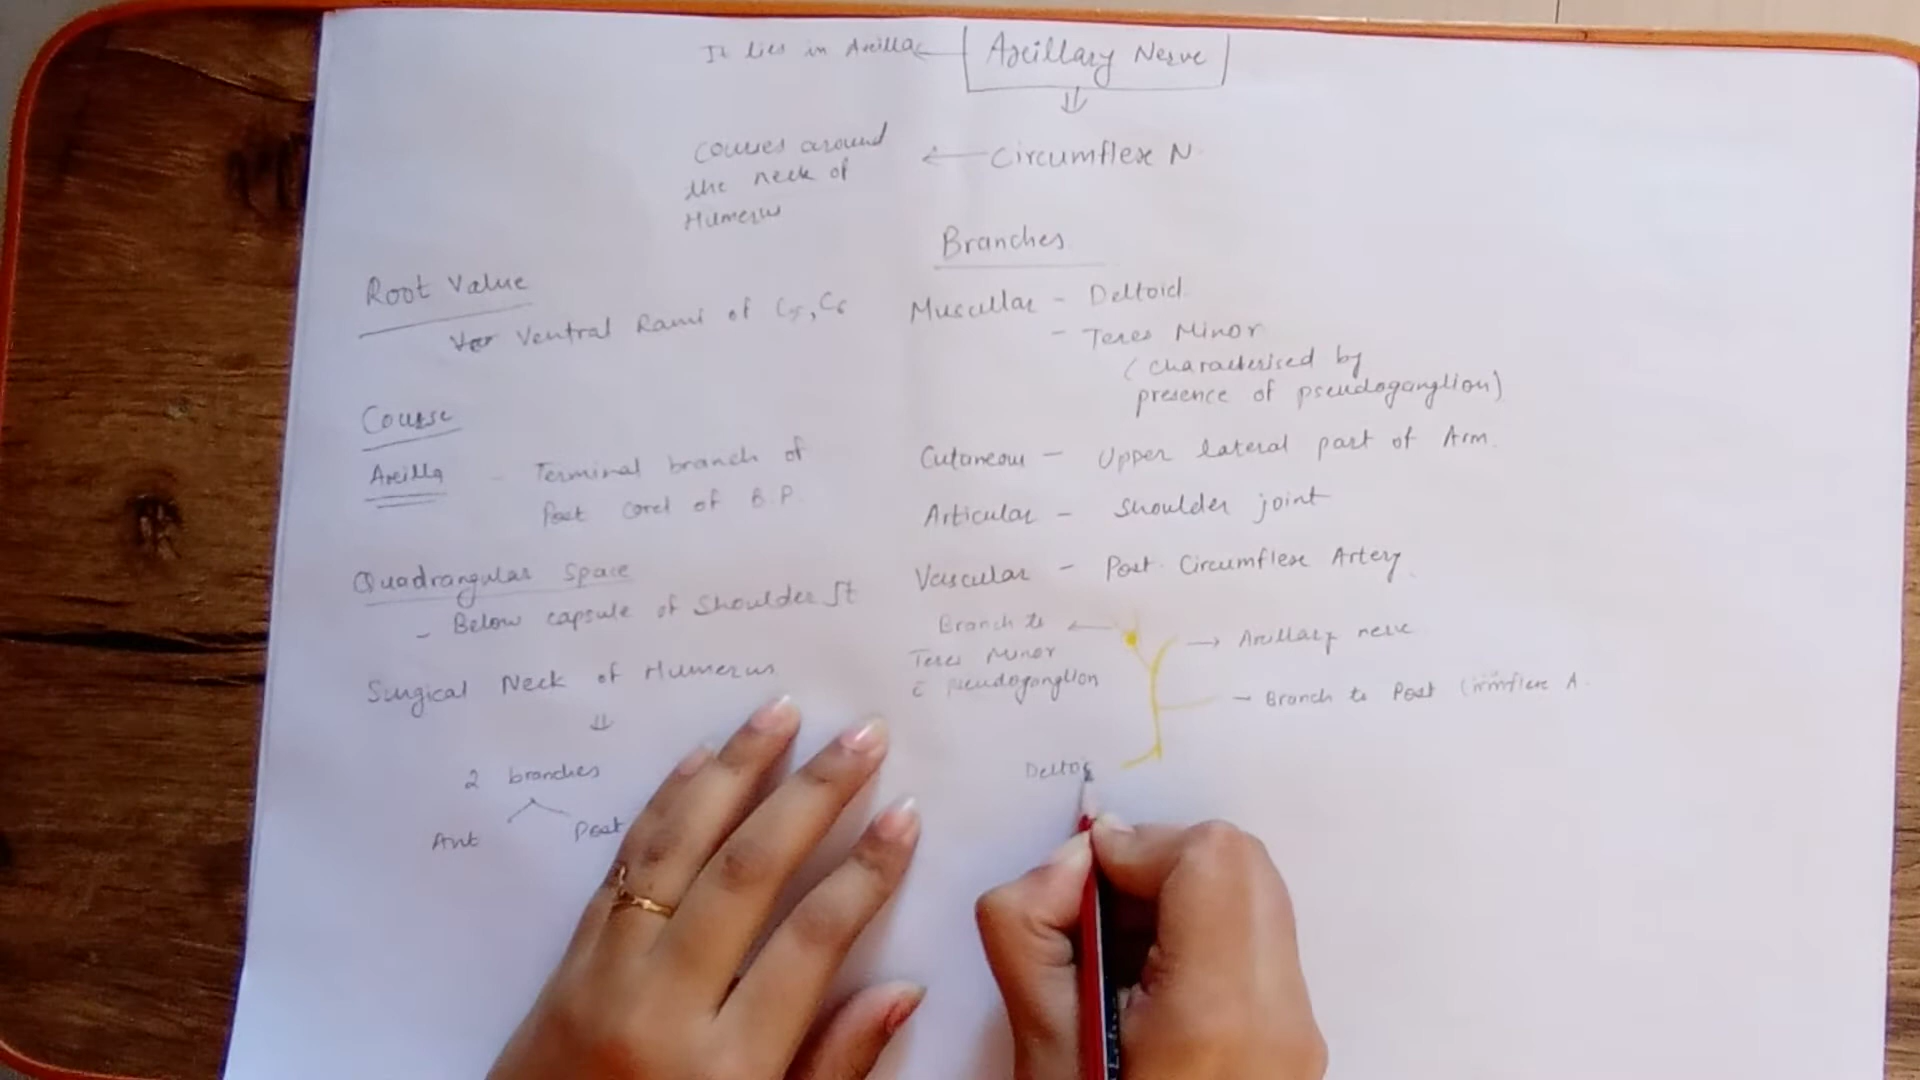 It lies in Axilla
Axillary Nerve
Circumflex N.
Courses around
the neck of
Humerus
Root Value
Ventral Rami of C5, C6
Course
Axilla - Terminal branch of
Post cord of B.P.
Quadrangular Space
- Below capsule of Shoulder Jt
Surgical Neck of Humerus
2 branches
Ant Post
Branches
Muscular - Deltoid
- Teres Minor
(characterised by
presence of pseudoganglion)
Cutaneous - Upper lateral part of Arm.
Articular - Shoulder joint
Vascular - Post. Circumflex Artery
Branch to
Teres Minor
c̄ pseudoganglion
Axillary nerve
- Branch to Post Circumflex A.
Delto